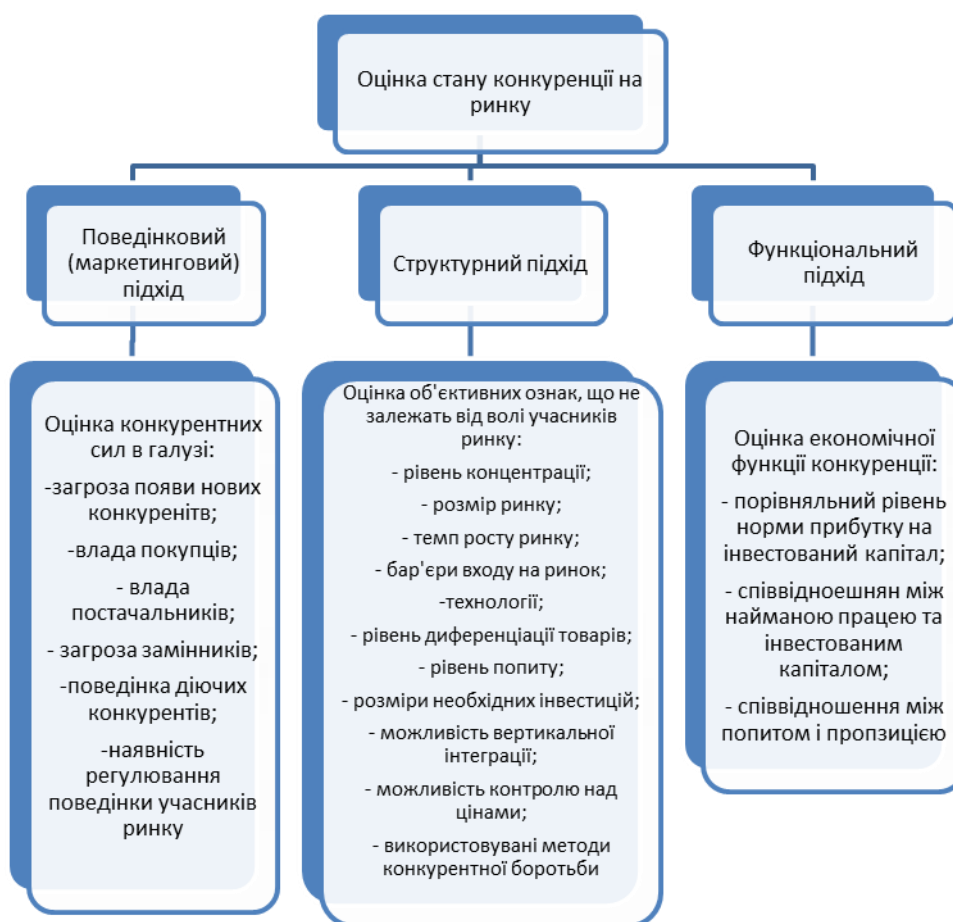 Оцінка стану конкуренції на
ринку
Поведінковий
(маркетинговий)
підхід
Структурний підхід
Функціональний
підхід
Оцінка конкурентних
сил в галузі:
-загроза появи нових
конкуренітв;
-влада покупців;
- влада
постачальників;
- загроза замінників;
-поведінка діючих
конкурентів;
-наявність
регулювання
поведінки учасників
ринку
Оцінка об'єктивних ознак, що не
залежать від волі учасників
ринку:
- рівень концентрації;
- розмір ринку;
- темп росту ринку;
- бар'єри входу на ринок;
-технології;
- рівень диференціації товарів;
- рівень попиту;
- розміри необхідних інвестицій;
- можливість вертикальної
інтеграції;
- можливість контролю над
цінами;
- використовувані методи
конкурентної боротьби
Оцінка економічної
функції конкуренції:
- порівняльний рівень
норми прибутку на
інвестований капітал;
- співвідноешнян між
найманою працею та
інвестованим
капіталом;
- співвідношення між
попитом і пропзицією